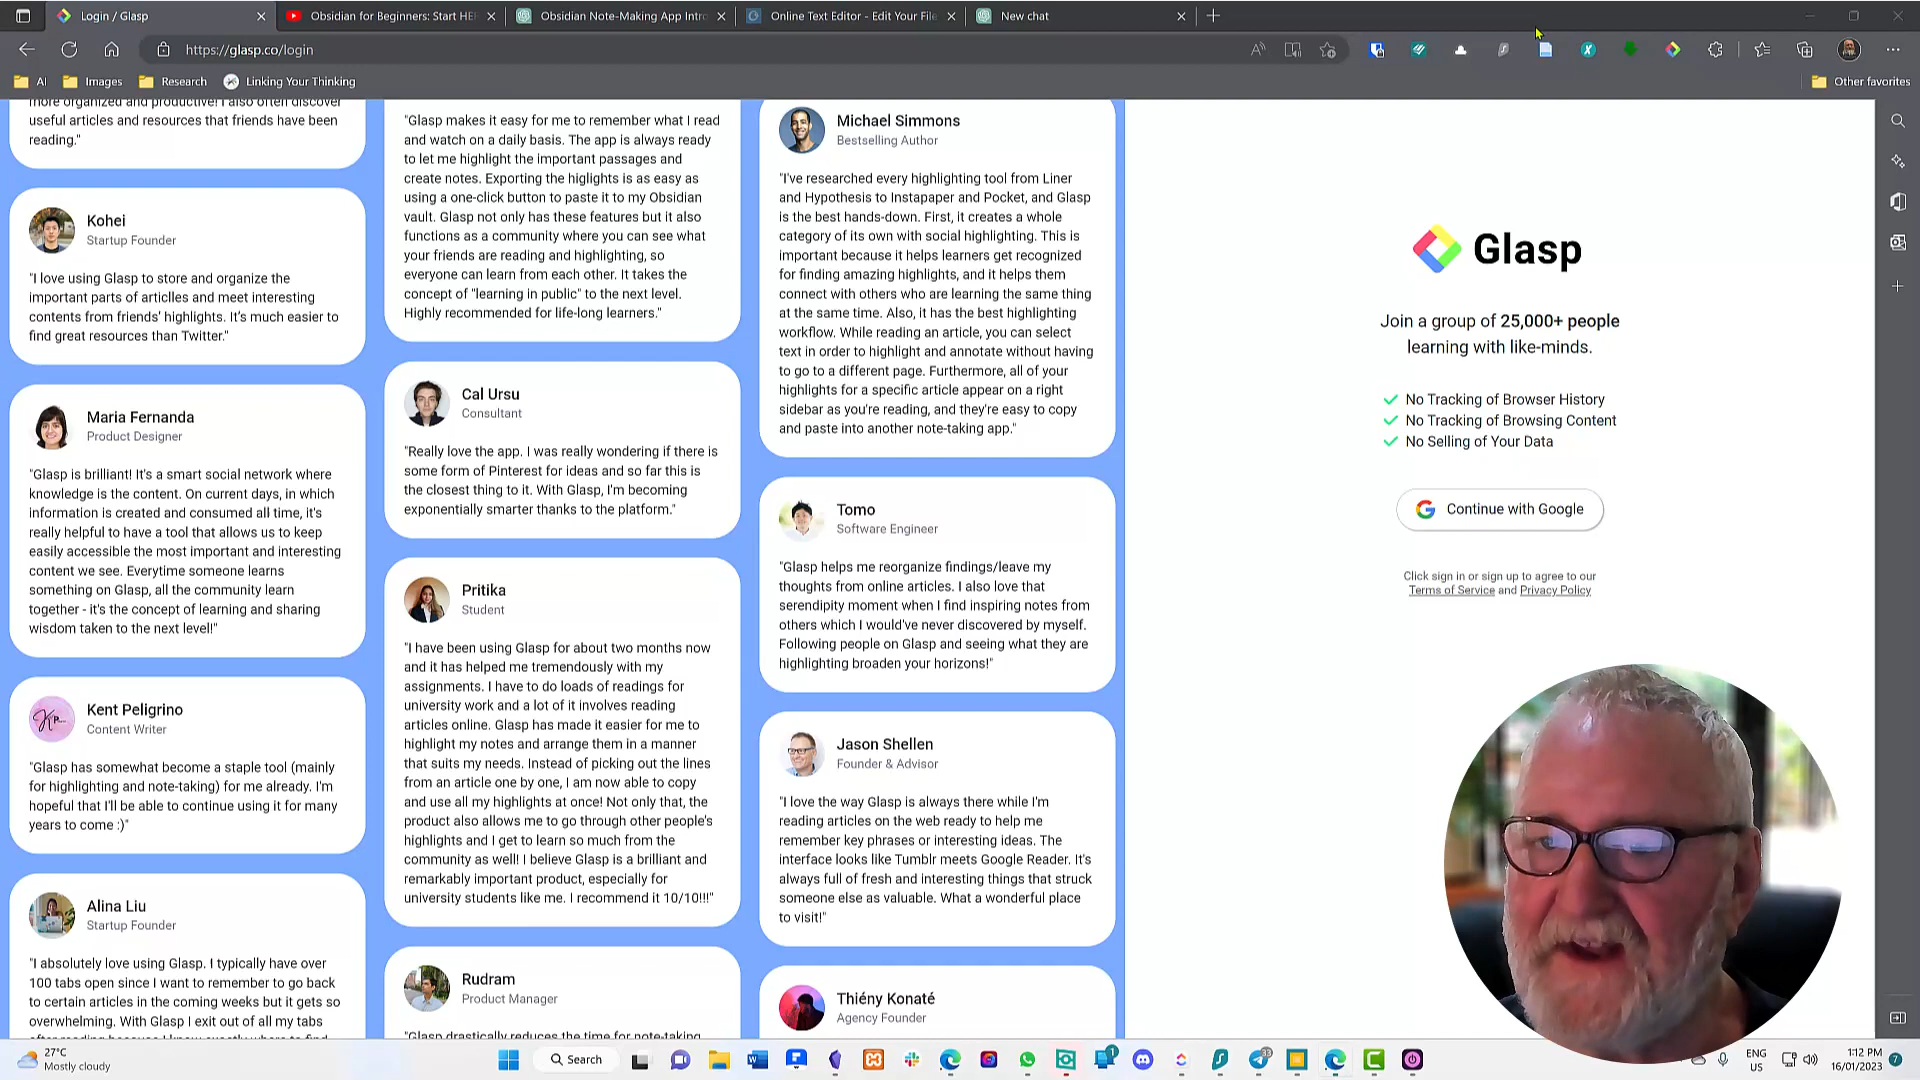 Login / Glasp
Obsidian for Beginners: Start HE
Obsidian Note-Making App Intr
Online Text Editor - Edit Your File
New chat
https://glasp.co/login
AI
Images
Research
Linking Your Thinking
Other favorites
more organized and productive! I also often discover
useful articles and resources that friends have been
reading."
Kohei
Startup Founder
"I love using Glasp to store and organize the
important parts of articlles and meet interesting
contents from friends' highlights. It's much easier to
find great resources than Twitter."
Maria Fernanda
Product Designer
"Glasp is brilliant! It's a smart social network where
knowledge is the content. On current days, in which
information is created and consumed all time, it's
really helpful to have a tool that allows us to keep
easily accessible the most important and interesting
content we see. Everytime someone learns
something on Glasp, all the community learn
together - it's the concept of learning and sharing
wisdom taken to the next level!"
Kent Peligrino
Content Writer
"Glasp has somewhat become a staple tool (mainly
for highlighting and note-taking) for me already. I'm
hopeful that I'll be able to continue using it for many
years to come :)"
Alina Liu
Startup Founder
"I absolutely love using Glasp. I typically have over
100 tabs open since I want to remember to go back
to certain articles in the coming weeks but it gets so
overwhelming. With Glasp I exit out of all my tabs
"Glasp makes it easy for me to remember what I read
and watch on a daily basis. The app is always ready
to let me highlight the important passages and
create notes. Exporting the higlights is as easy as
using a one-click button to paste it to my Obsidian
vault. Glasp not only has these features but it also
functions as a community where you can see what
your friends are reading and highlighting, so
everyone can learn from each other. It takes the
concept of "learning in public" to the next level.
Highly recommended for life-long learners."
Cal Ursu
Consultant
"Really love the app. I was really wondering if there is
some form of Pinterest for ideas and so far this is
the closest thing to it. With Glasp, I'm becoming
exponentially smarter thanks to the platform."
Pritika
Student
"I have been using Glasp for about two months now
and it has helped me tremendously with my
assignments. I have to do loads of readings for
university work and a lot of it involves reading
articles online. Glasp has made it easier for me to
highlight my notes and arrange them in a manner
that suits my needs. Instead of picking out the lines
from an article one by one, I am now able to copy
and use all my highlights at once! Not only that, the
product also allows me to go through other people's
highlights and I get to learn so much from the
community as well! I believe Glasp is a brilliant and
remarkably important product, especially for
university students like me. I recommend it 10/10!!!"
Rudram
Product Manager
"Glasp drastically reduces the time for note-taking
Michael Simmons
Bestselling Author
"I've researched every highlighting tool from Liner
and Hypothesis to Instapaper and Pocket, and Glasp
is the best hands-down. First, it creates a whole
category of its own with social highlighting. This is
important because it helps learners get recognized
for finding amazing highlights, and it helps them
connect with others who are learning the same thing
at the same time. Also, it has the best highlighting
workflow. While reading an article, you can select
text in order to highlight and annotate without having
to go to a different page. Furthermore, all of your
highlights for a specific article appear on a right
sidebar as you're reading, and they're easy to copy
and paste into another note-taking app."
Tomo
Software Engineer
"Glasp helps me reorganize findings/leave my
thoughts from online articles. I also love that
serendipity moment when I find inspiring notes from
others which I would've never discovered by myself.
Following people on Glasp and seeing what they are
highlighting broaden your horizons!"
Jason Shellen
Founder & Advisor
"I love the way Glasp is always there while I'm
reading articles on the web ready to help me
remember key phrases or interesting ideas. The
interface looks like Tumblr meets Google Reader. It's
always full of fresh and interesting things that struck
someone else as valuable. What a wonderful place
to visit!"
Thiény Konaté
Agency Founder
Glasp
Join a group of 25,000+ people
learning with like-minds.
No Tracking of Browser History
No Tracking of Browsing Content
No Selling of Your Data
Continue with Google
Click sign in or sign up to agree to our
Terms of Service and Privacy Policy
27°C
Mostly cloudy
Search
1
33
ENG
US
1:12 PM
16/01/2023
7